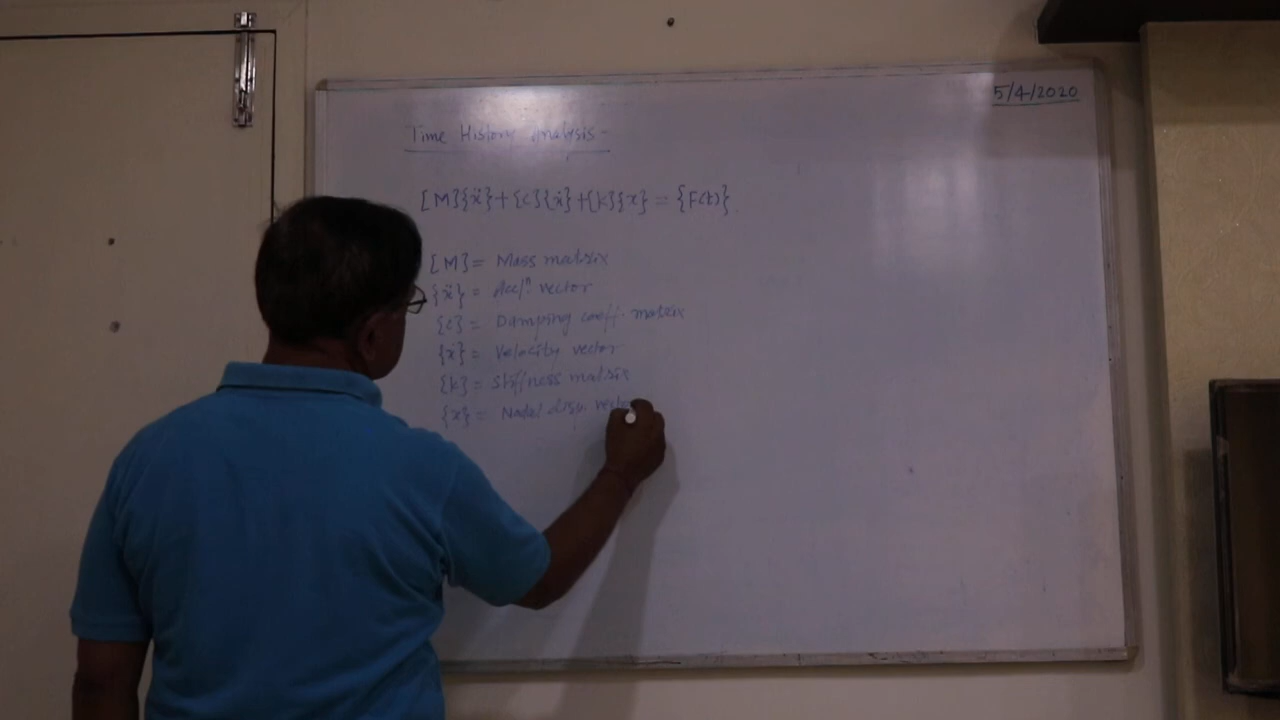 5/4/2020
Time History Analysis -
[M]{ẍ}+[c]{ẋ}+[k]{x} = {F(t)}
[M] = Mass matrix
{ẍ} = Accln vector
[c] = Damping coeff. matrix
{ẋ} = Velocity vector
[k] = Stiffness matrix
{x} = Nodal disp. vector